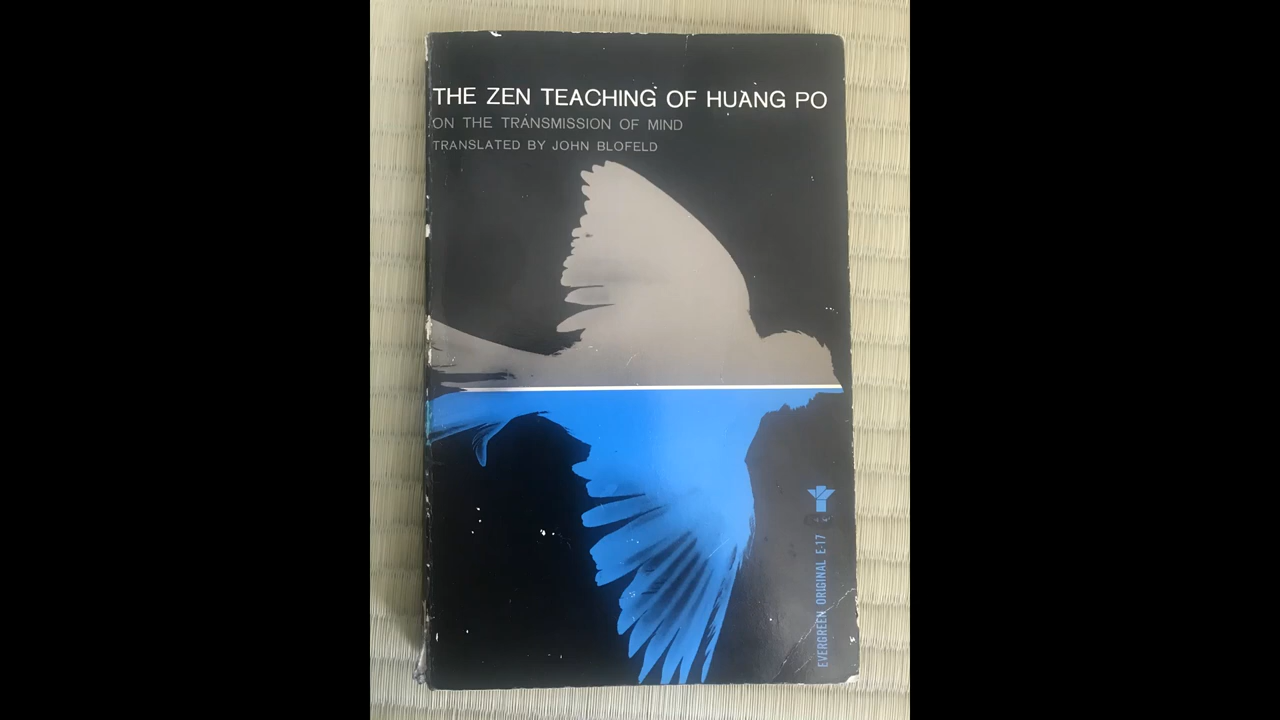 THE ZEN TEACHING OF HUANG PO
ON THE TRANSMISSION OF MIND
TRANSLATED BY JOHN BLOFELD
EVERGREEN ORIGINAL E-17